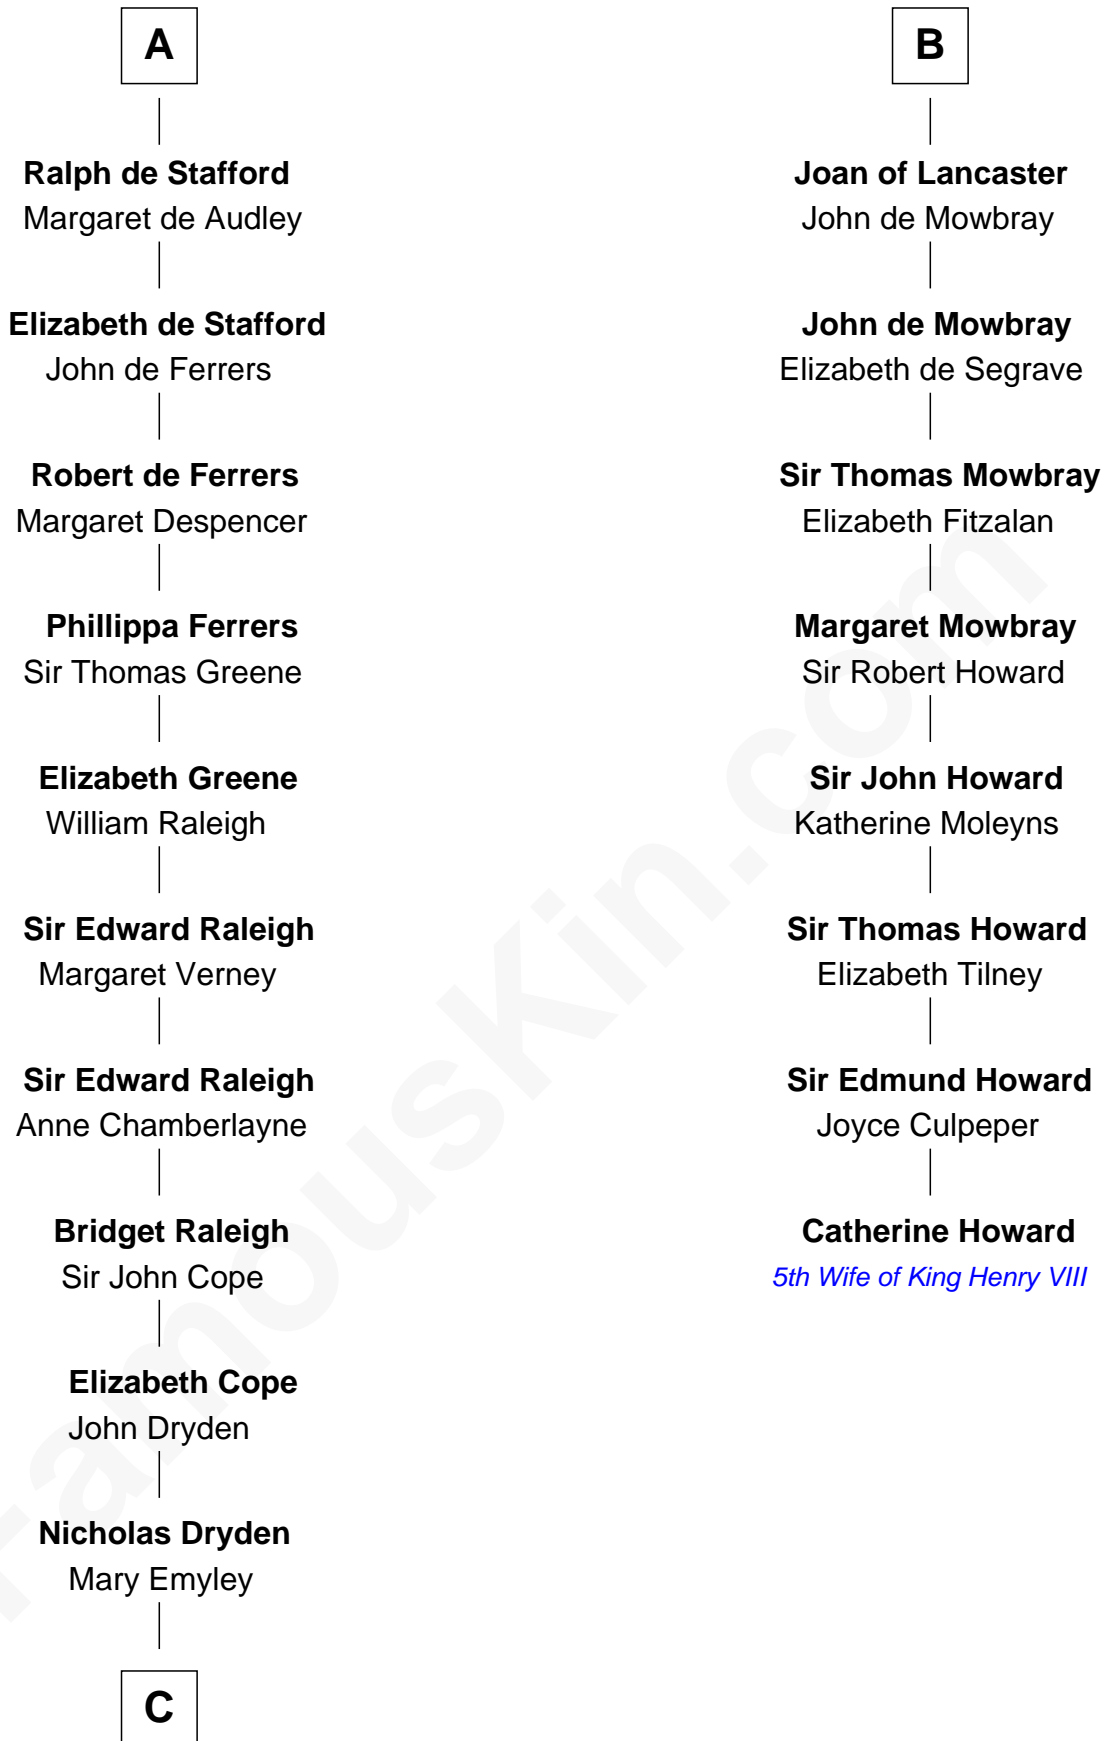 A
Ralph de Stafford
Margaret de Audley
Elizabeth de Stafford
John de Ferrers
Robert de Ferrers
Margaret Despencer
Phillippa Ferrers
Sir Thomas Greene
Elizabeth Greene
William Raleigh
Sir Edward Raleigh
Margaret Verney
Sir Edward Raleigh
Anne Chamberlayne
Bridget Raleigh
Sir John Cope
Elizabeth Cope
John Dryden
Nicholas Dryden
Mary Emyley
C
B
Joan of Lancaster
John de Mowbray
John de Mowbray
Elizabeth de Segrave
Sir Thomas Mowbray
Elizabeth Fitzalan
Margaret Mowbray
Sir Robert Howard
Sir John Howard
Katherine Moleyns
Sir Thomas Howard
Elizabeth Tilney
Sir Edmund Howard
Joyce Culpeper
Catherine Howard
5th Wife of King Henry VIII
FamousKin.com